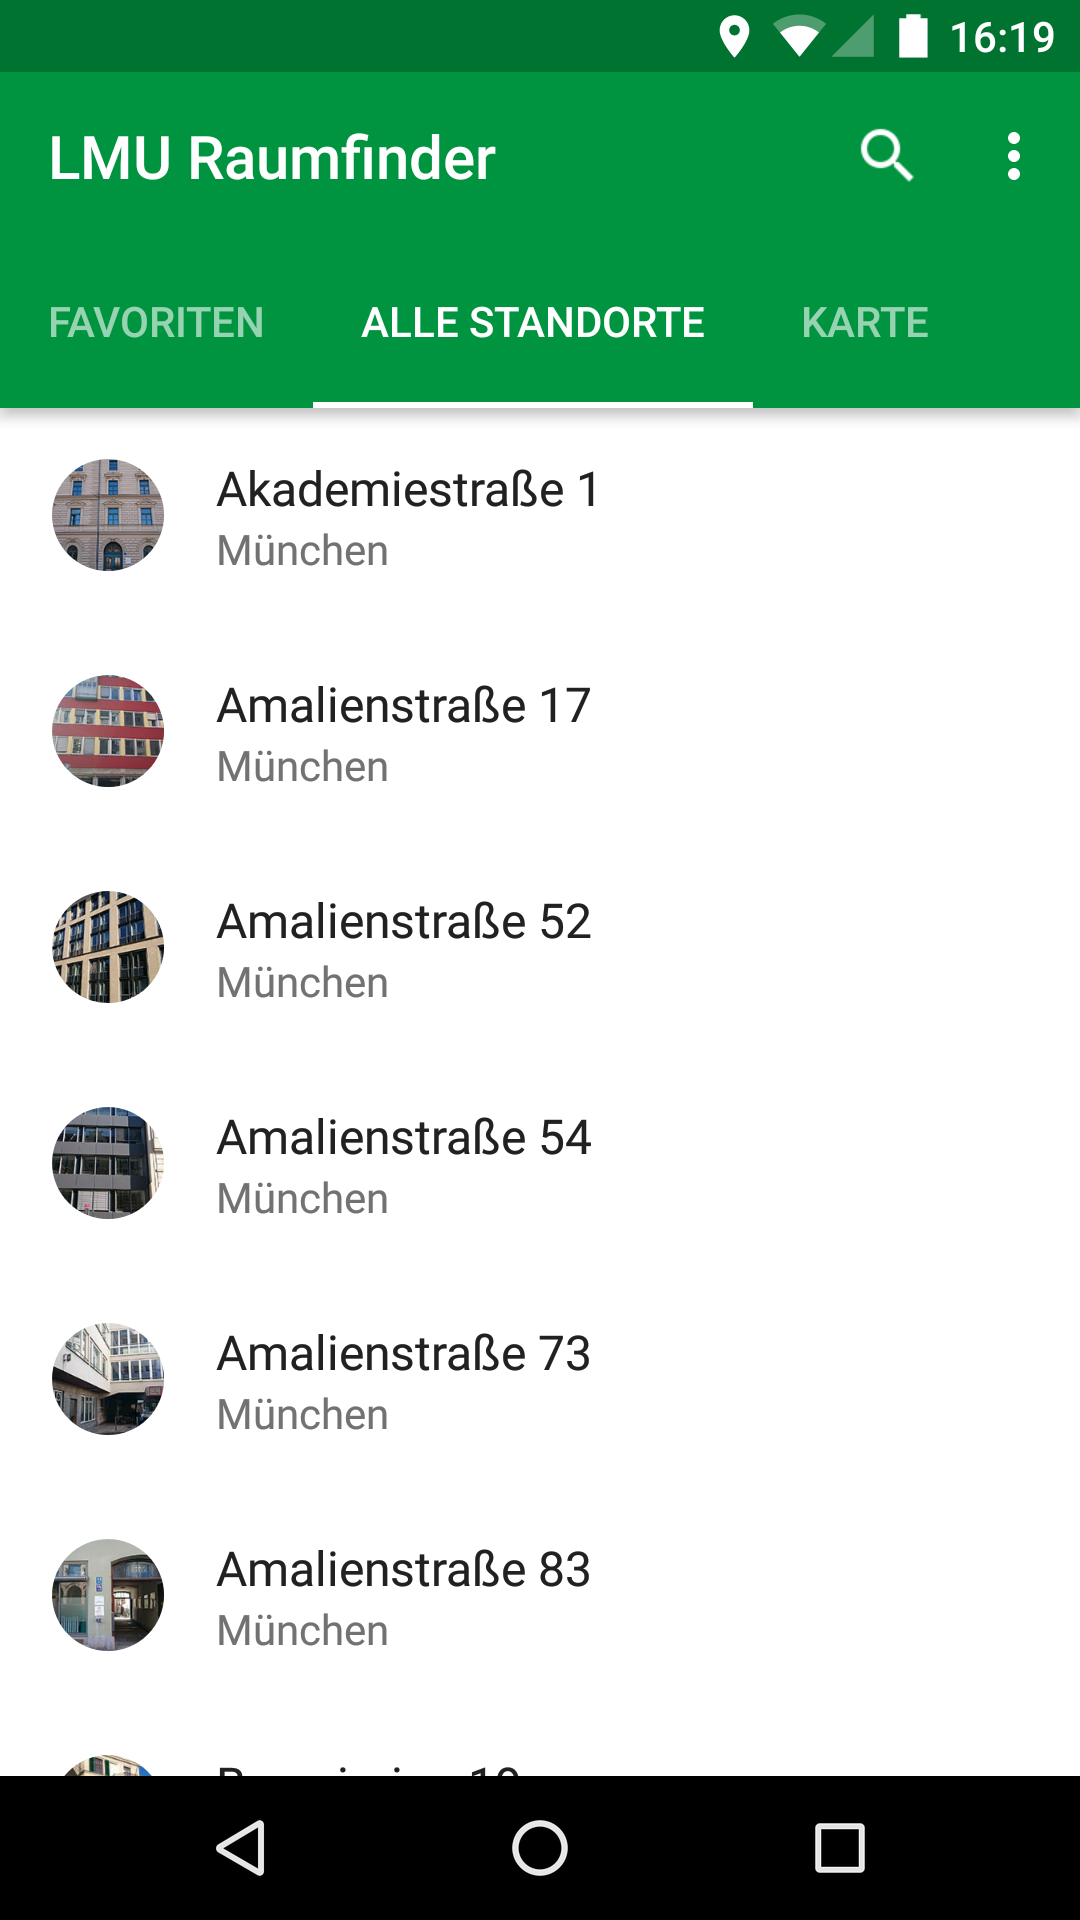 16:19
LMU Raumfinder
FAVORITEN ALLE STANDORTE KARTE
Akademiestraße 1
München
Amalienstraße 17
München
Amalienstraße 52
München
Amalienstraße 54
München
Amalienstraße 73
München
Amalienstraße 83
München